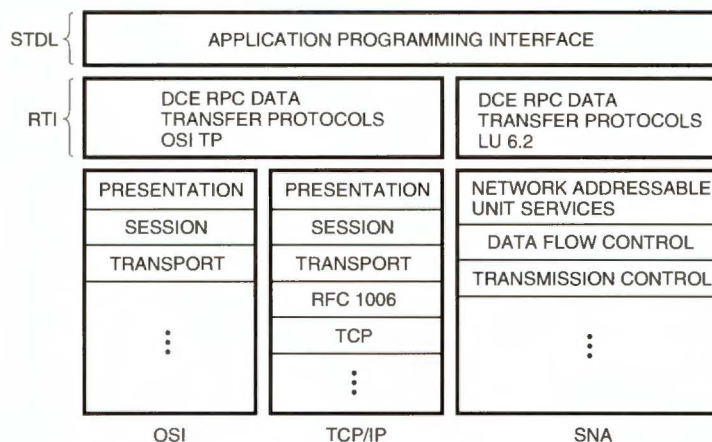 STDL
APPLICATION PROGRAMMING INTERFACE
RTI
DCE RPC DATA
TRANSFER PROTOCOLS
OSI TP
DCE RPC DATA
TRANSFER PROTOCOLS
LU 6.2
PRESENTATION
SESSION
TRANSPORT
OSI
PRESENTATION
SESSION
TRANSPORT
RFC 1006
TCP
TCP/IP
NETWORK ADDRESSABLE
UNIT SERVICES
DATA FLOW CONTROL
TRANSMISSION CONTROL
SNA